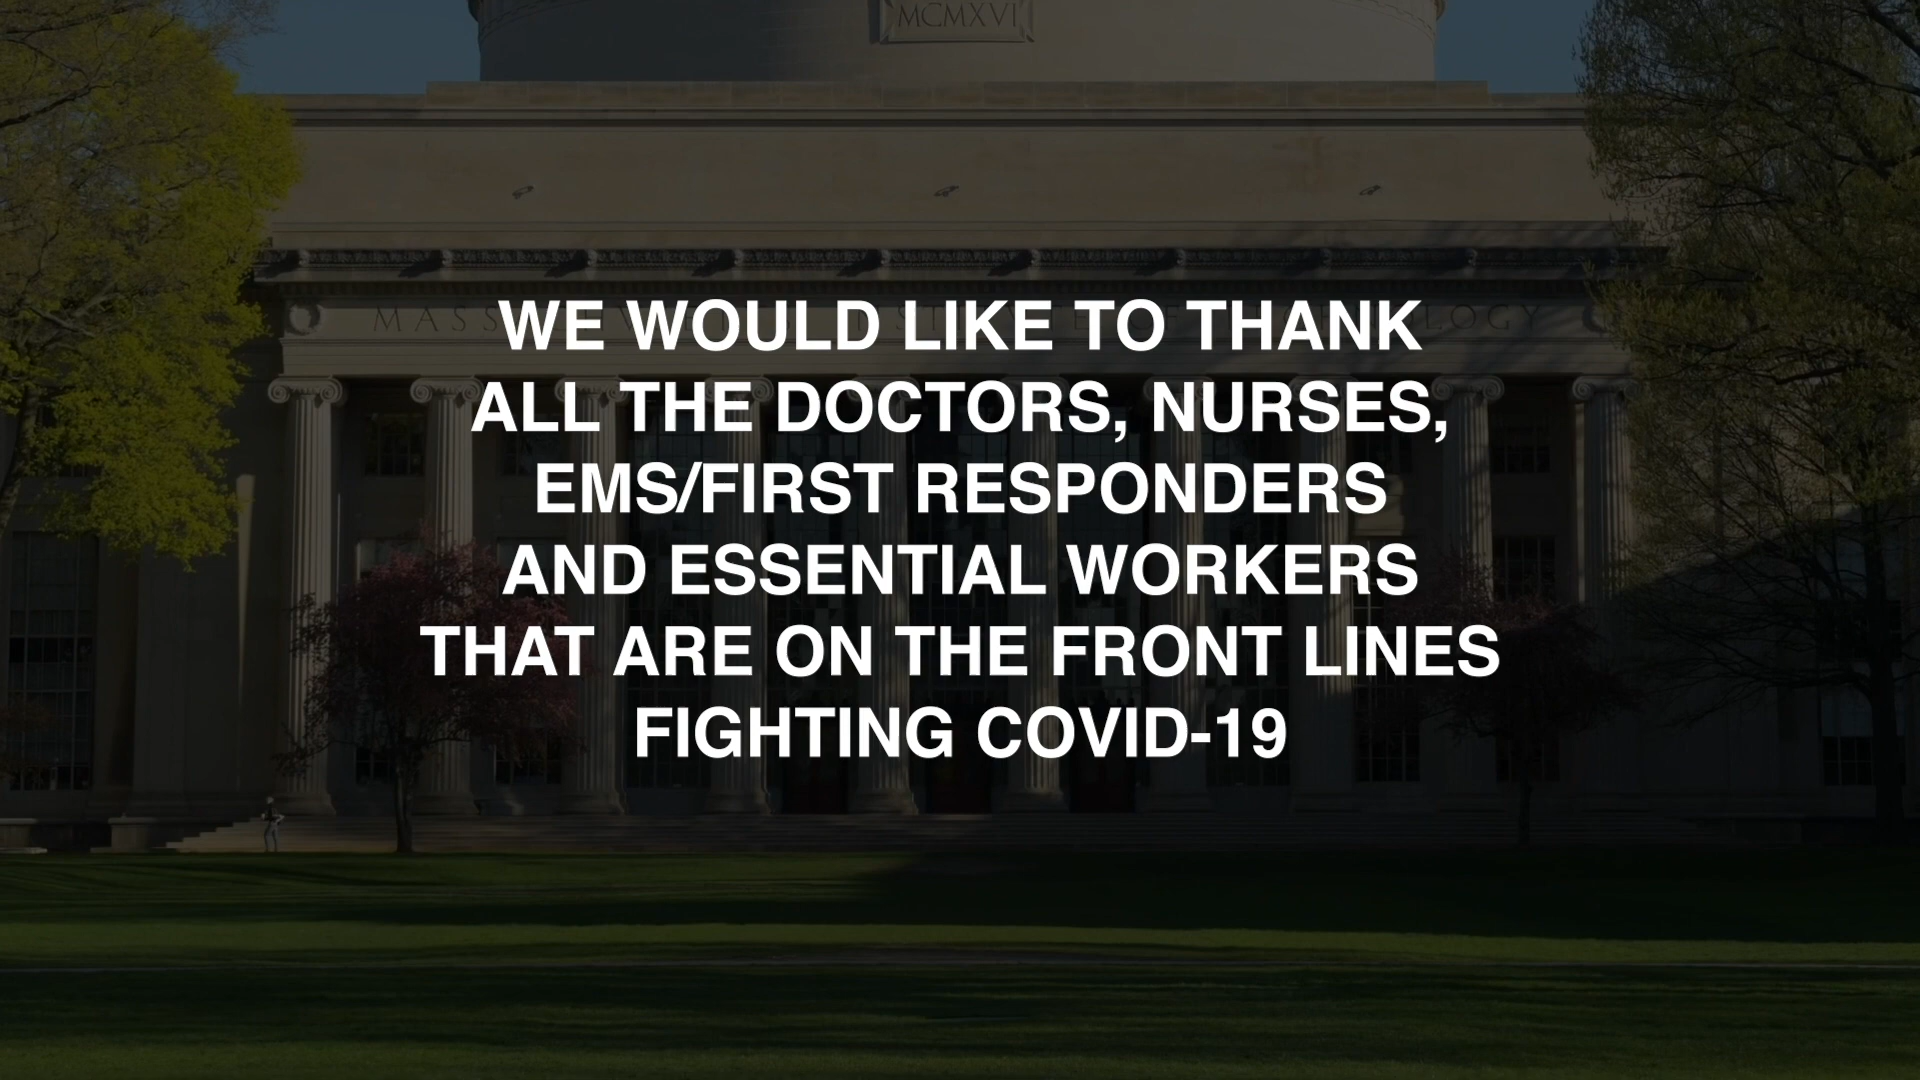 MCMXVI
WE WOULD LIKE TO THANK
ALL THE DOCTORS, NURSES,
EMS/FIRST RESPONDERS
AND ESSENTIAL WORKERS
THAT ARE ON THE FRONT LINES
FIGHTING COVID-19